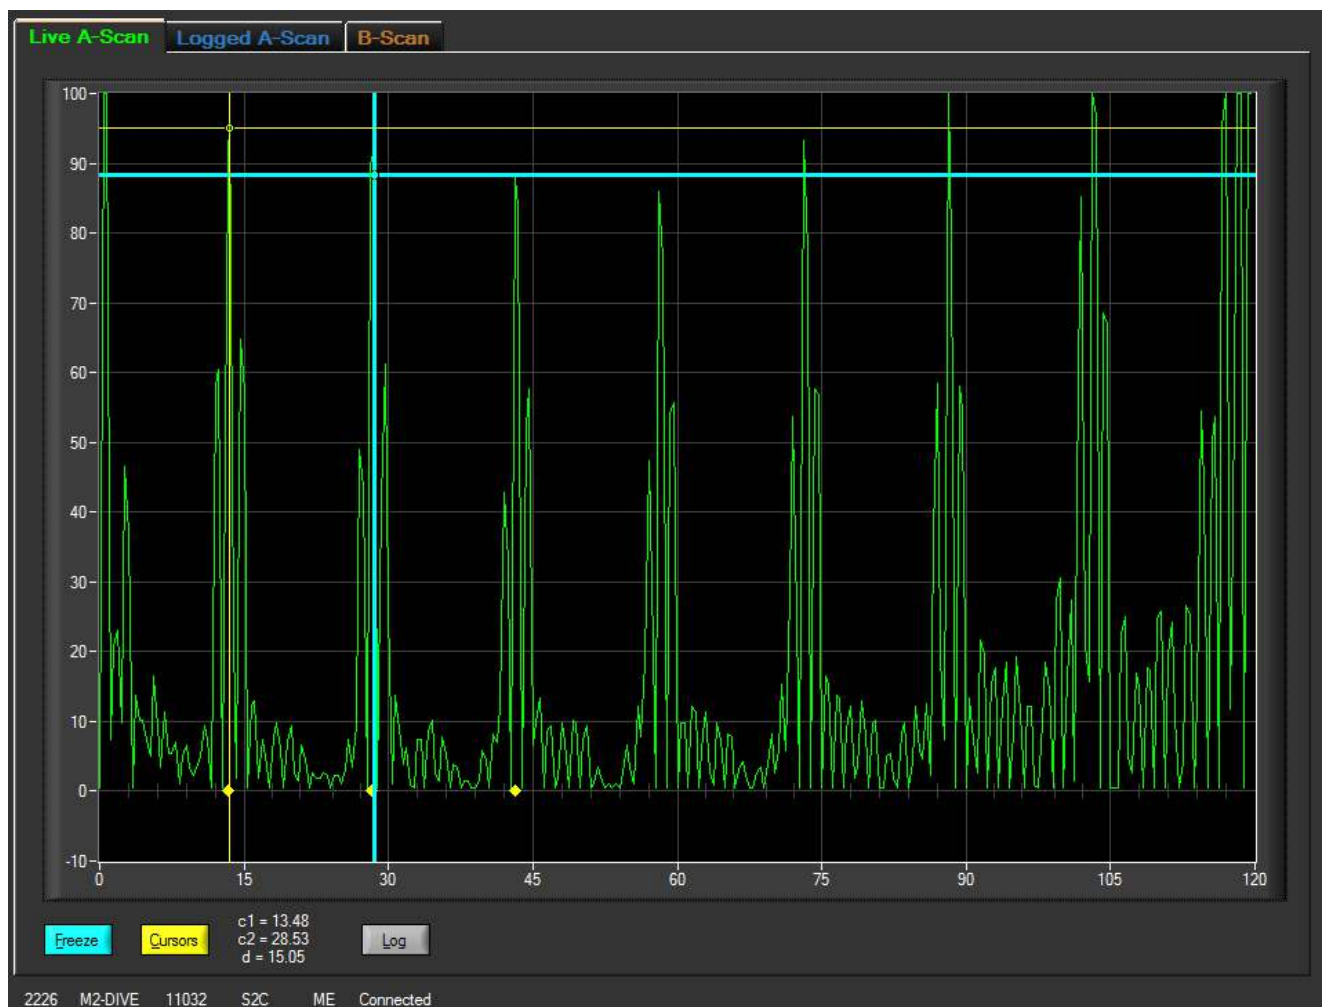 Live A-Scan Logged A-Scan B-Scan
100
90
80
70
60
50
40
30
20
10
0
-10
0 15 30 45 60 75 90 105 120
Freeze Cursors Log
c1 = 13.48
c2 = 28.53
d = 15.05
2226 M2-DIVE 11032 S2C ME Connected